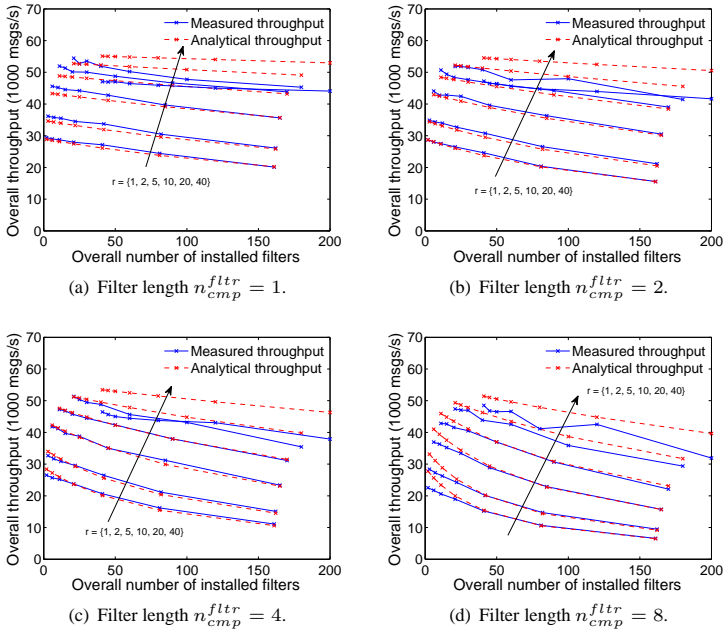 70
60
50
40
30
20
10
0
Overall throughput (1000 msgs/s)
Measured throughput
Analytical throughput
r = {1, 2, 5, 10, 20, 40}
0 50 100 150 200
Overall number of installed filters
(a) Filter length n_{cmp}^{fltr} = 1.
70
60
50
40
30
20
10
0
Overall throughput (1000 msgs/s)
Measured throughput
Analytical throughput
r = {1, 2, 5, 10, 20, 40}
0 50 100 150 200
Overall number of installed filters
(b) Filter length n_{cmp}^{fltr} = 2.
70
60
50
40
30
20
10
0
Overall throughput (1000 msgs/s)
Measured throughput
Analytical throughput
r = {1, 2, 5, 10, 20, 40}
0 50 100 150 200
Overall number of installed filters
(c) Filter length n_{cmp}^{fltr} = 4.
70
60
50
40
30
20
10
0
Overall throughput (1000 msgs/s)
Measured throughput
Analytical throughput
r = {1, 2, 5, 10, 20, 40}
0 50 100 150 200
Overall number of installed filters
(d) Filter length n_{cmp}^{fltr} = 8.